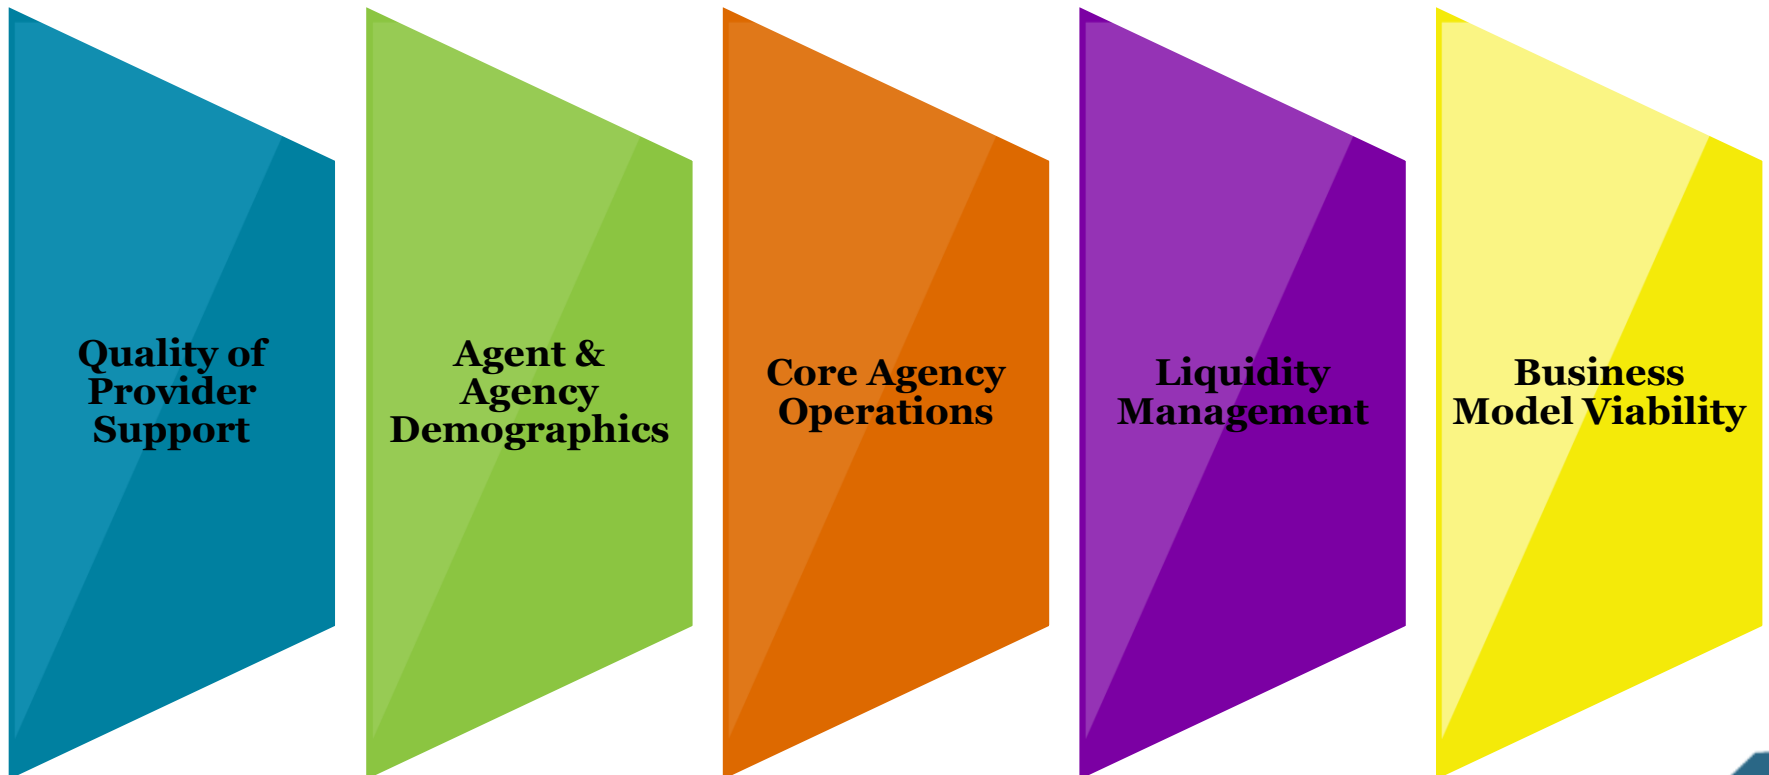 Quality of
Provider
Support
Agent &
Agency
Demographics
Core Agency
Operations
Liquidity
Management
Business
Model Viability